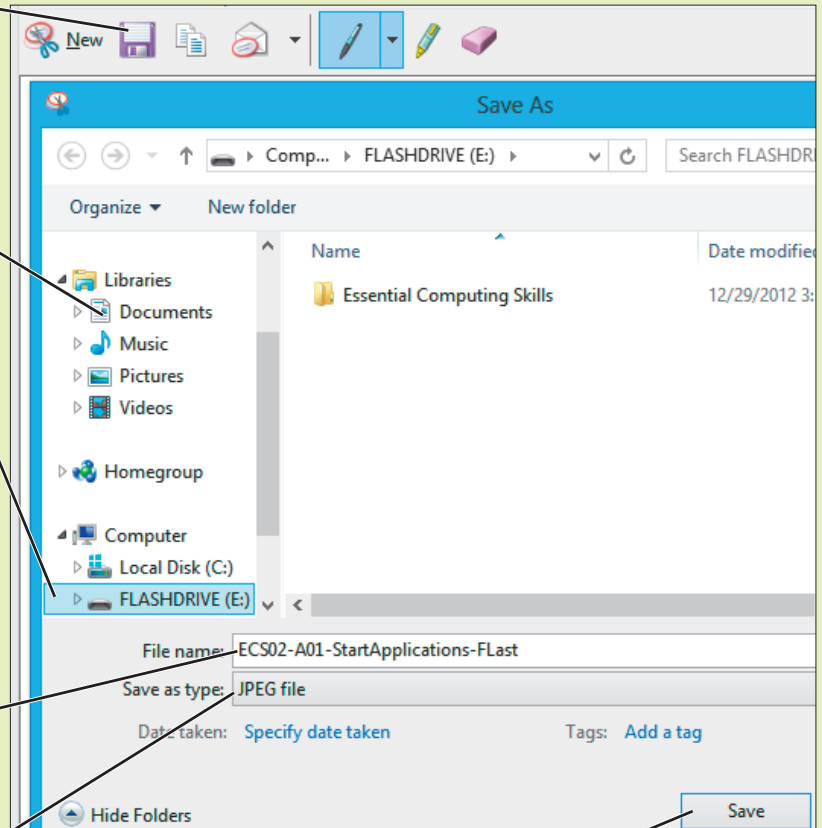 New
Save As
Comp... FLASHDRIVE (E:) Search FLASHDRI
Organize New folder
Name Date modified
Libraries
Essential Computing Skills 12/29/2012 3:
Documents
Music
Pictures
Videos
Homegroup
Computer
Local Disk (C:)
FLASHDRIVE (E:)
File name: ECS02-A01-StartApplications-FLast
Save as type: JPEG file
Date taken: Specify date taken Tags: Add a tag
Hide Folders Save